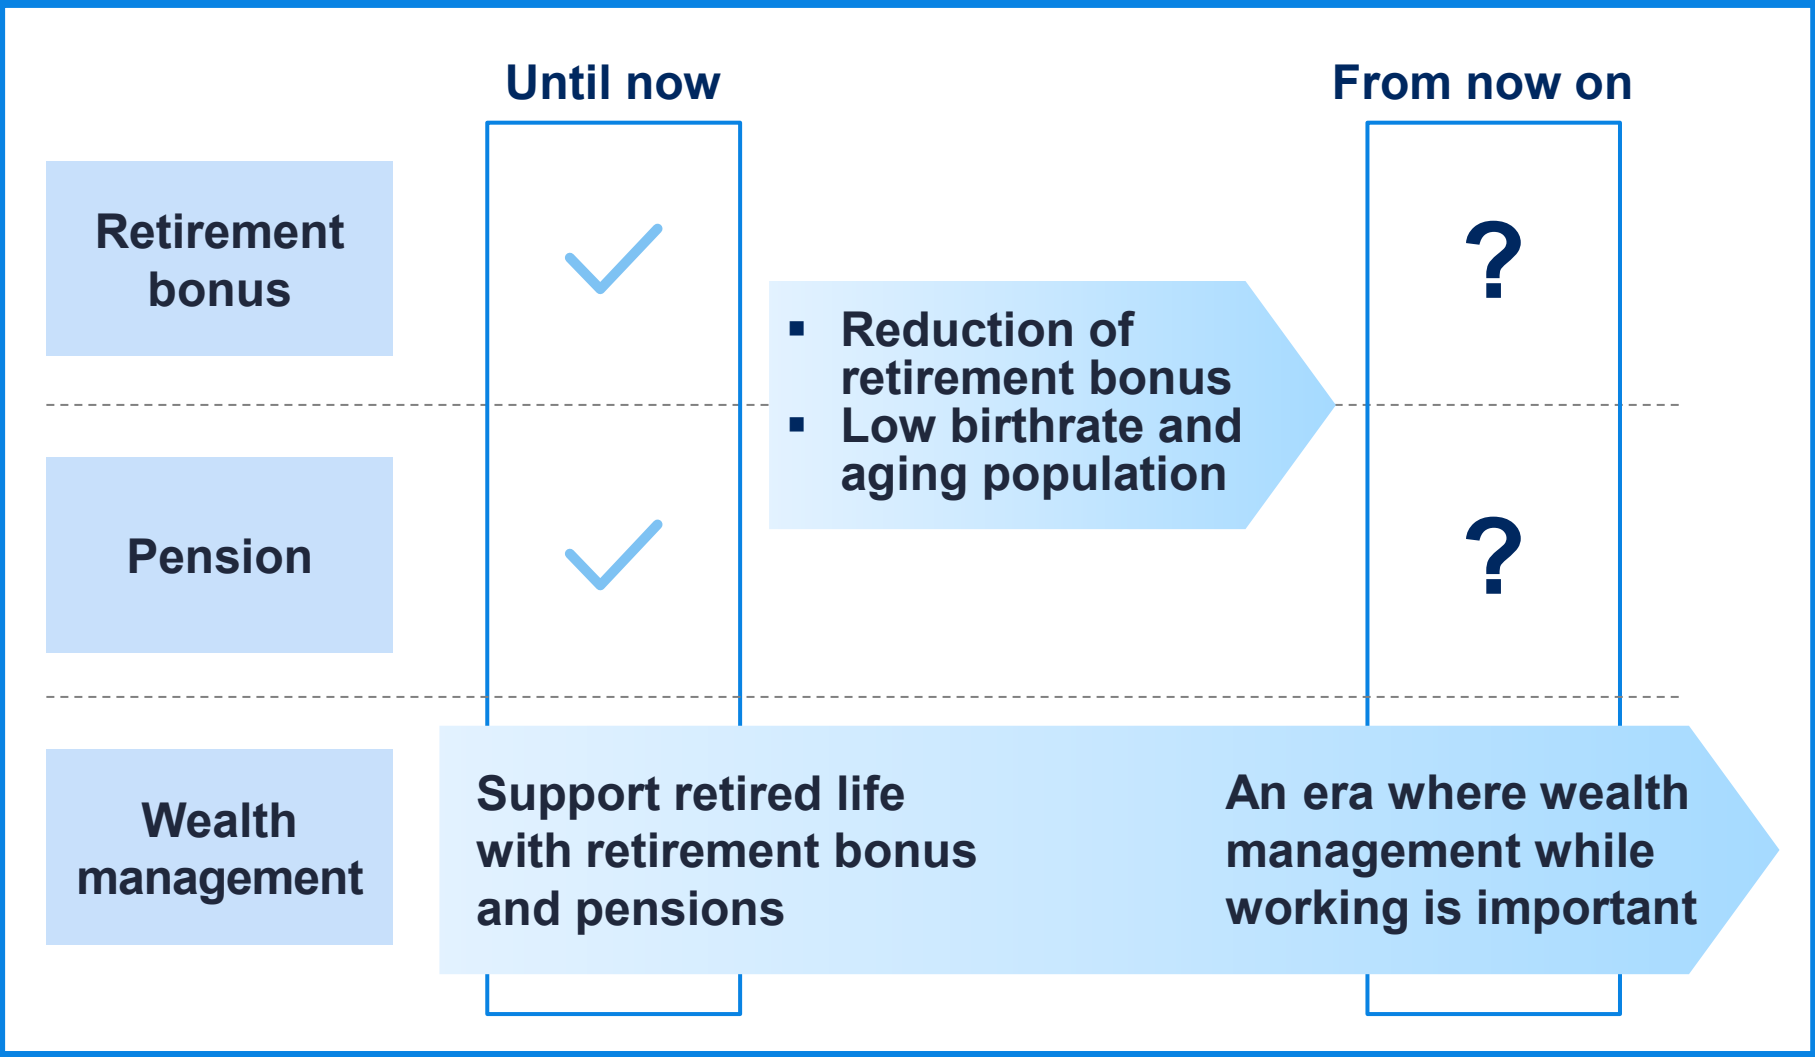 Until now
From now on
Retirement
bonus
?
▪ Reduction of
retirement bonus
▪ Low birthrate and
aging population
Pension
?
Wealth
management
Support retired life
with retirement bonus
and pensions
An era where wealth
management while
working is important